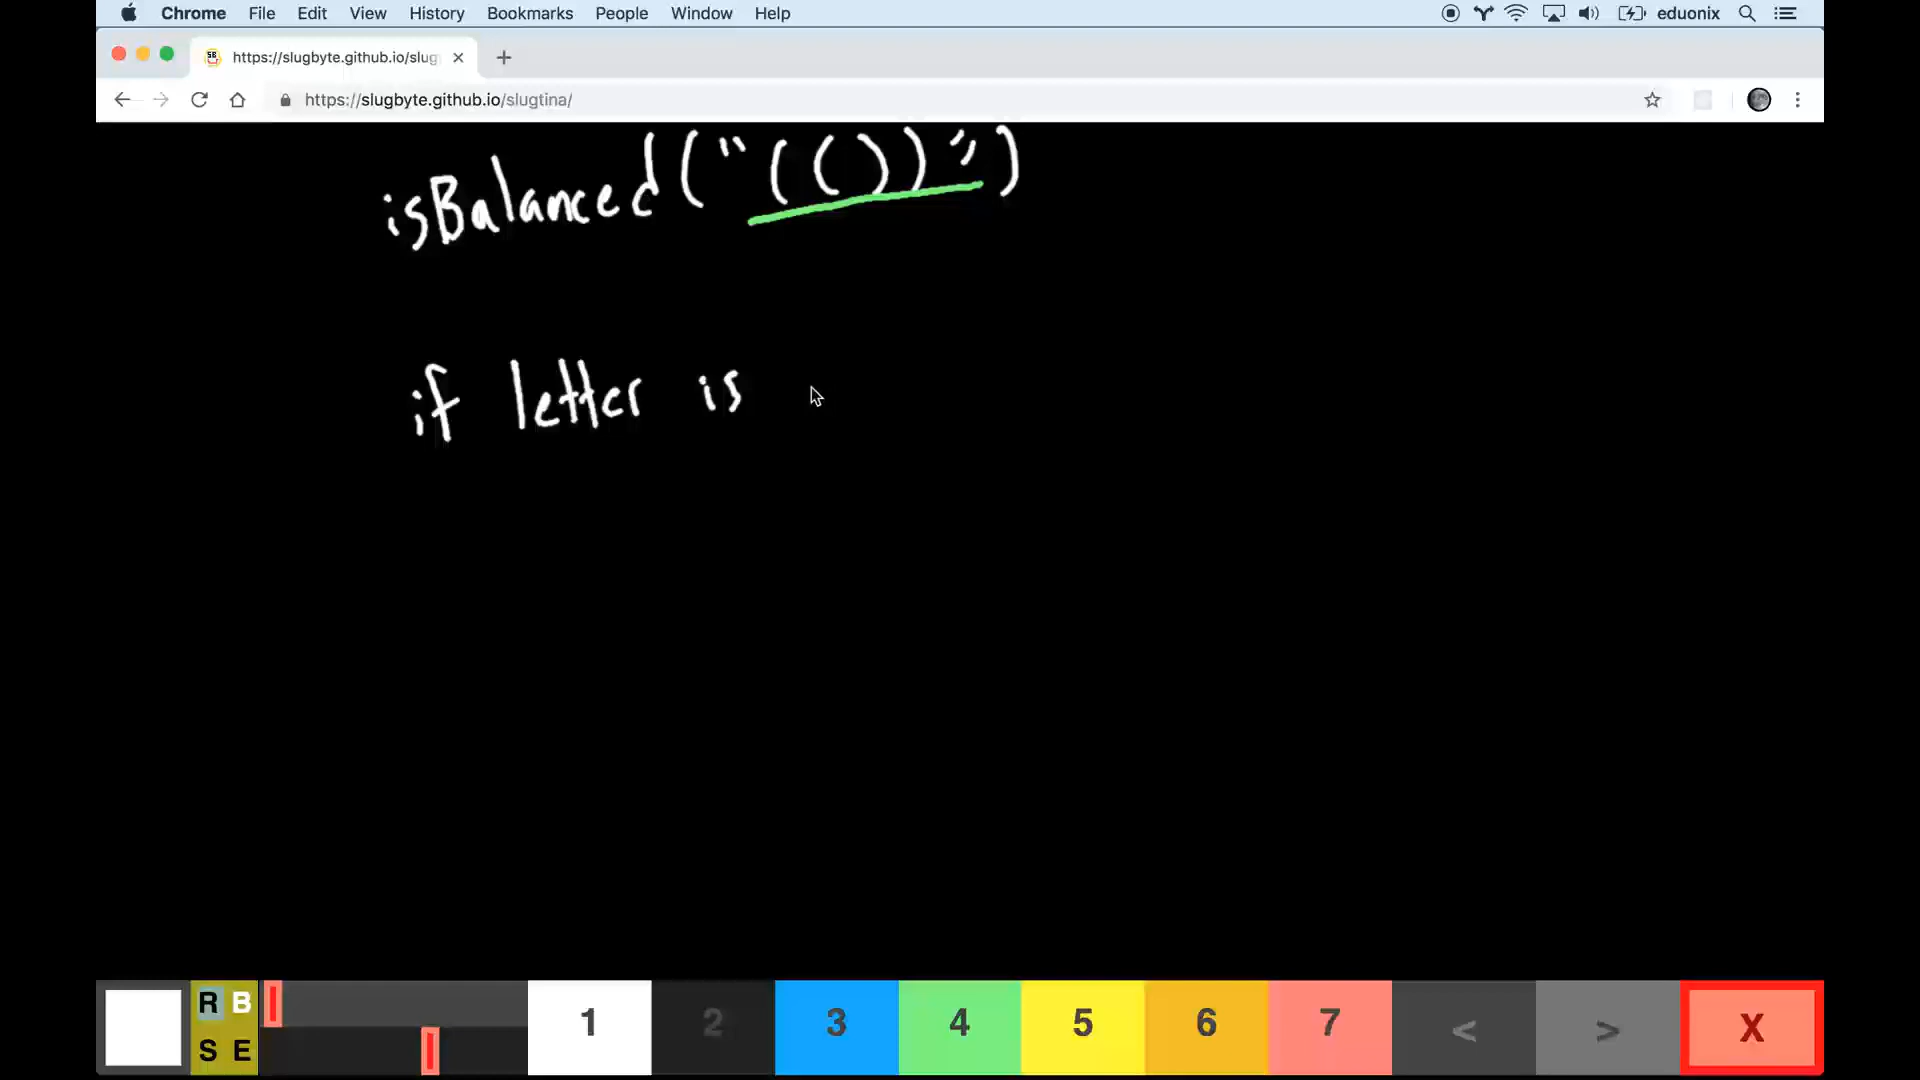 Chrome File Edit View History Bookmarks People Window Help eduonix
SB https://slugbyte.github.io/slug
https://slugbyte.github.io/slugtina/
isBalanced("(())")
if letter is
R B
S E
1 2 3 4 5 6 7 < > X